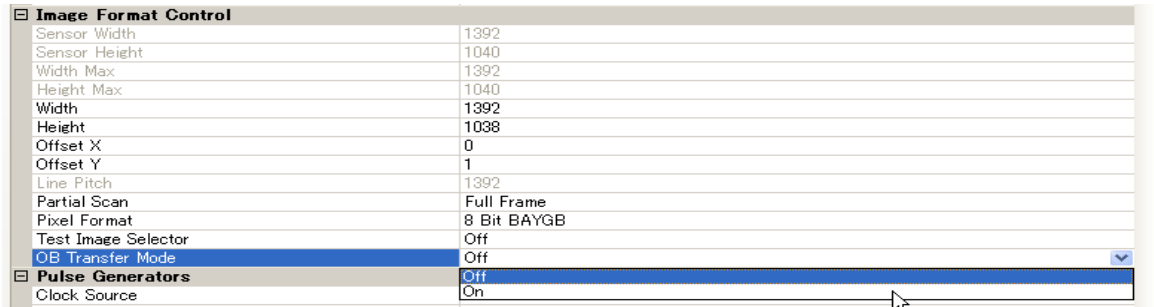 Image Format Control
Sensor Width 1392
Sensor Height 1040
Width Max 1392
Height Max 1040
Width 1392
Height 1038
Offset X 0
Offset Y 1
Line Pitch 1392
Partial Scan Full Frame
Pixel Format 8 Bit BAYGB
Test Image Selector Off
OB Transfer Mode Off
Pulse Generators Off
Clock Source On